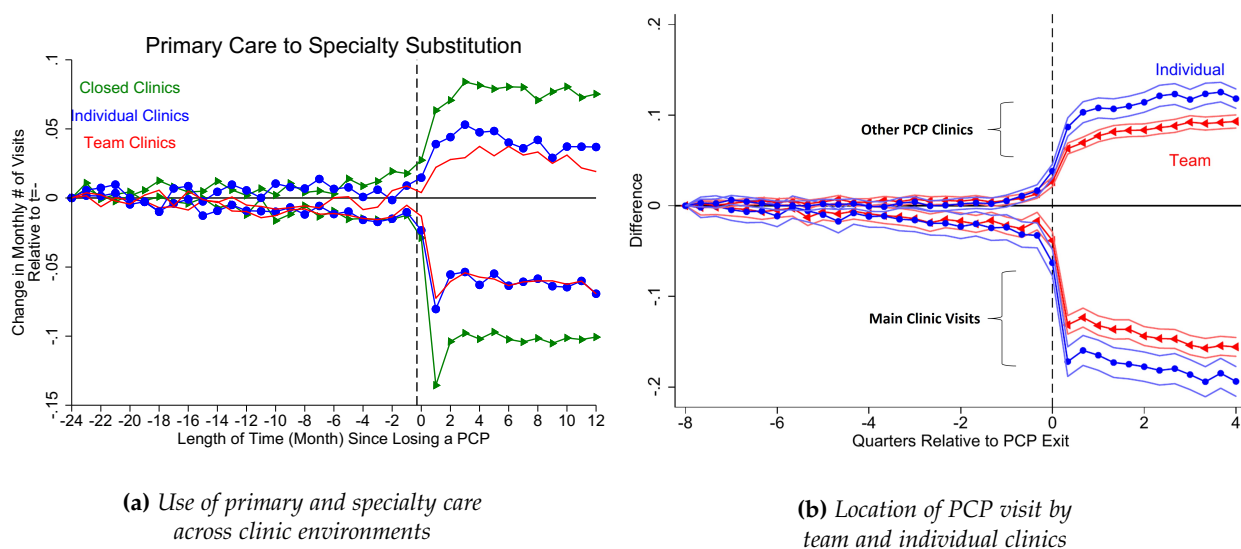 Primary Care to Specialty Substitution
Closed Clinics
Individual Clinics
Team Clinics
Change in Monthly # of Visits
Relative to t=-
.1
.05
0
-.05
-.1
-.15
-24 -22 -20 -18 -16 -14 -12 -10 -8 -6 -4 -2 0 2 4 6 8 10 12
Length of Time (Month) Since Losing a PCP
(a) Use of primary and specialty care
across clinic environments
Individual
Other PCP Clinics
Team
Main Clinic Visits
Difference
.2
.1
0
-.1
-.2
-8 -6 -4 -2 0 2 4
Quarters Relative to PCP Exit
(b) Location of PCP visit by
team and individual clinics